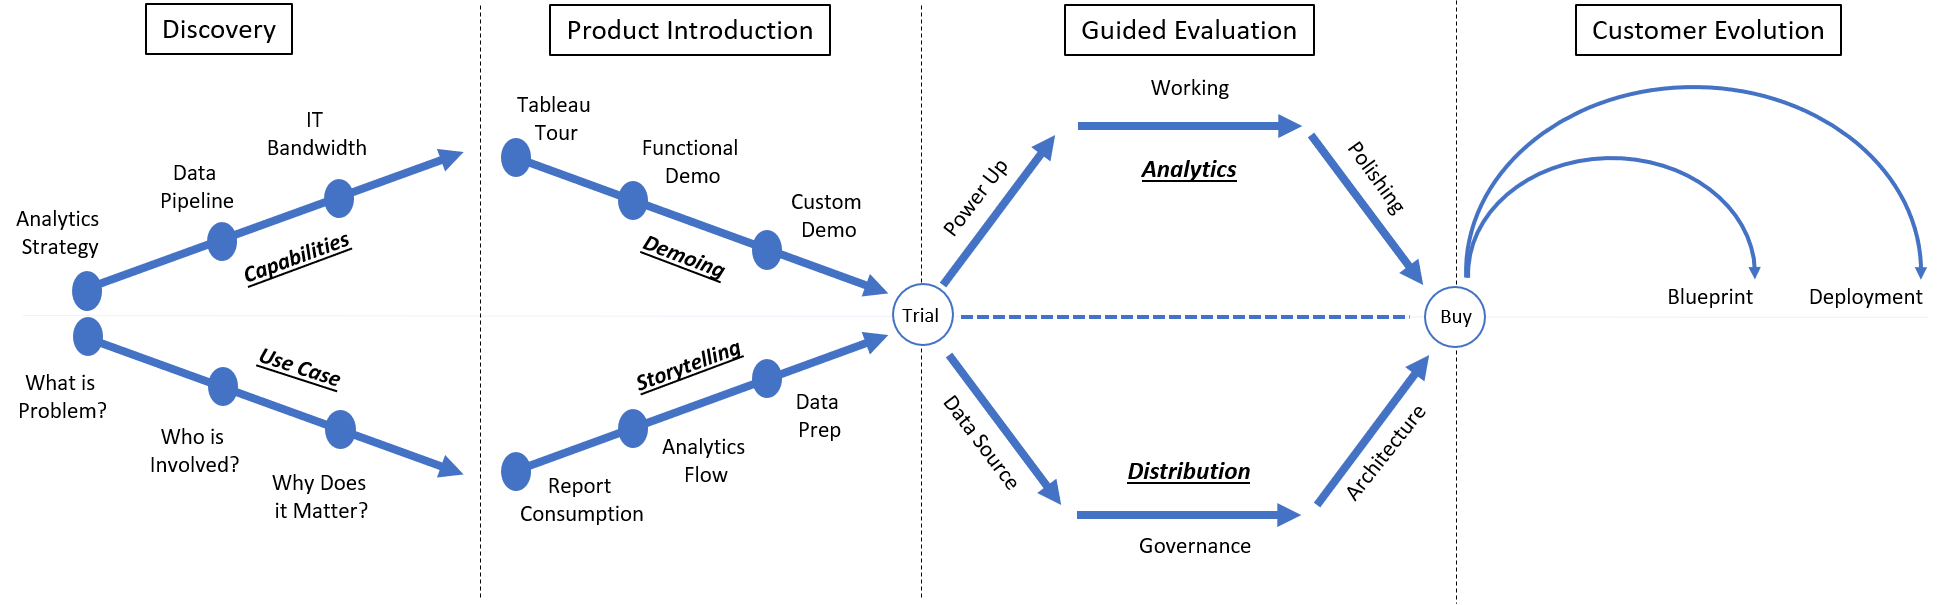 Discovery
Product Introduction
Guided Evaluation
Customer Evolution
Analytics
Strategy
Data
Pipeline
IT
Bandwidth
Capabilities
What is
Problem?
Who is
Involved?
Why Does
it Matter?
Use Case
Tableau
Tour
Functional
Demo
Custom
Demo
Demoing
Storytelling
Report
Consumption
Analytics
Flow
Data
Prep
Trial
Power Up
Working
Analytics
Polishing
Data Source
Distribution
Governance
Architecture
Buy
Blueprint
Deployment